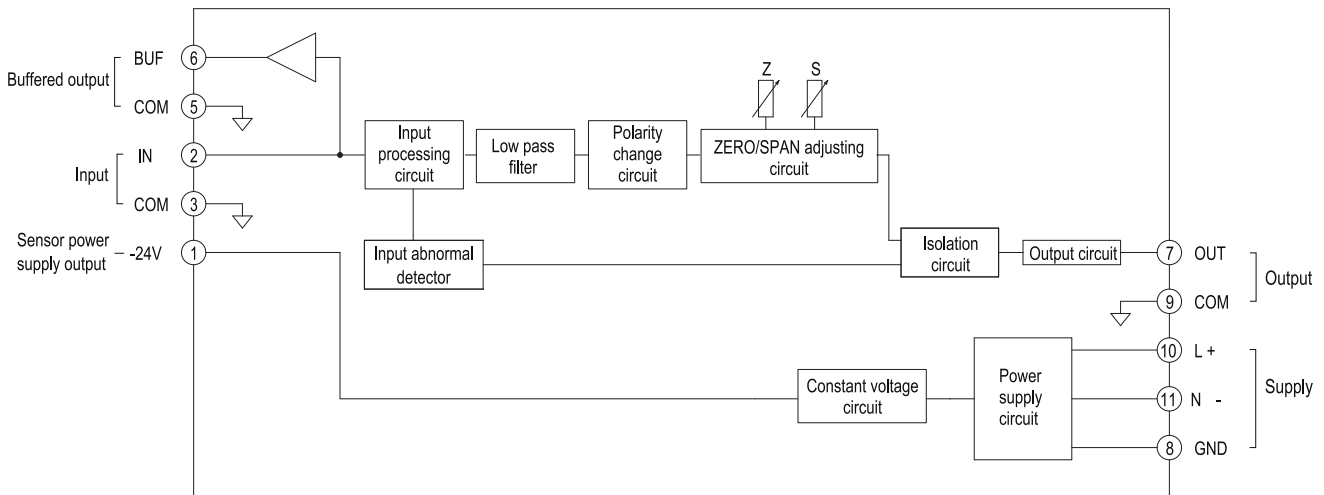 BUF
6
Buffered output
COM
5
IN
2
Input
COM
3
Sensor power
supply output
-24V
1
Input
processing
circuit
Low pass
filter
Polarity
change
circuit
Z
S
ZERO/SPAN adjusting
circuit
Input abnormal
detector
Isolation
circuit
Output circuit
7
OUT
Output
9
COM
Constant voltage
circuit
Power
supply
circuit
10
L +
11
N -
Supply
8
GND